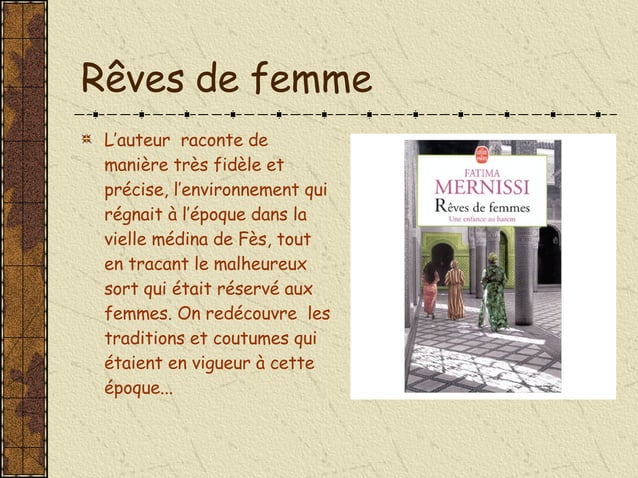 Rêves de femme
L'auteur raconte de
manière très fidèle et
précise, l'environnement qui
régnait à l'époque dans la
vielle médina de Fès, tout
en tracant le malheureux
sort qui était réservé aux
femmes. On redécouvre les
traditions et coutumes qui
étaient en vigueur à cette
époque...
FATIMA
MERNISSI
Rêves de femmes
Une enfance au harem